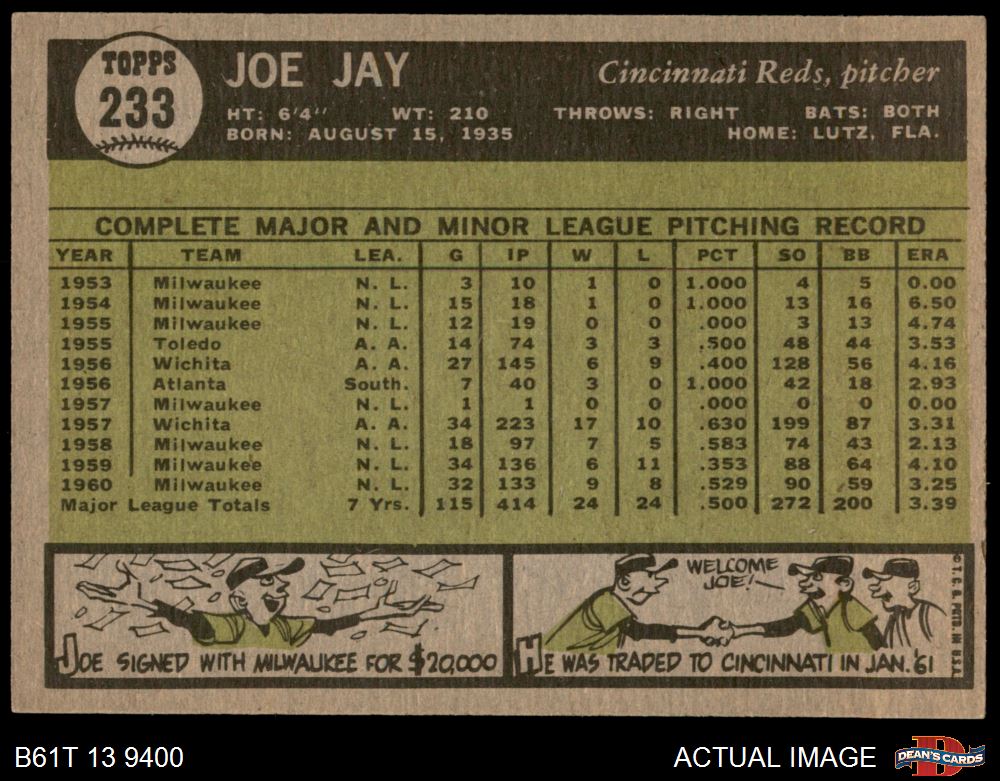 TOPPS
233
JOE JAY
Cincinnati Reds, pitcher
HT: 6'4" WT: 210 THROWS: RIGHT BATS: BOTH
BORN: AUGUST 15, 1935 HOME: LUTZ, FLA.
COMPLETE MAJOR AND MINOR LEAGUE PITCHING RECORD
YEAR TEAM LEA. G IP W L PCT SO BB ERA
1953 Milwaukee N. L. 3 10 1 0 1.000 4 5 0.00
1954 Milwaukee N. L. 15 18 1 0 1.000 13 16 6.50
1955 Milwaukee N. L. 12 19 0 0 .000 3 13 4.74
1955 Toledo A. A. 14 74 3 3 .500 48 44 3.53
1956 Wichita A. A. 27 145 6 9 .400 128 56 4.16
1956 Atlanta South. 7 40 3 0 1.000 42 18 2.93
1957 Milwaukee N. L. 1 1 0 0 .000 0 0 0.00
1957 Wichita A. A. 34 223 17 10 .630 199 87 3.31
1958 Milwaukee N. L. 18 97 7 5 .583 74 43 2.13
1959 Milwaukee N. L. 34 136 6 11 .353 88 64 4.10
1960 Milwaukee N. L. 32 133 9 8 .529 90 59 3.25
Major League Totals 7 Yrs. 115 414 24 24 .500 272 200 3.39
JOE SIGNED WITH MILWAUKEE FOR $20,000
WELCOME
JOE!
HE WAS TRADED TO CINCINNATI IN JAN. '61
© T. C. G. PRTD. IN U.S.A.
B61T 13 9400
ACTUAL IMAGE
D
DEAN'S CARDS